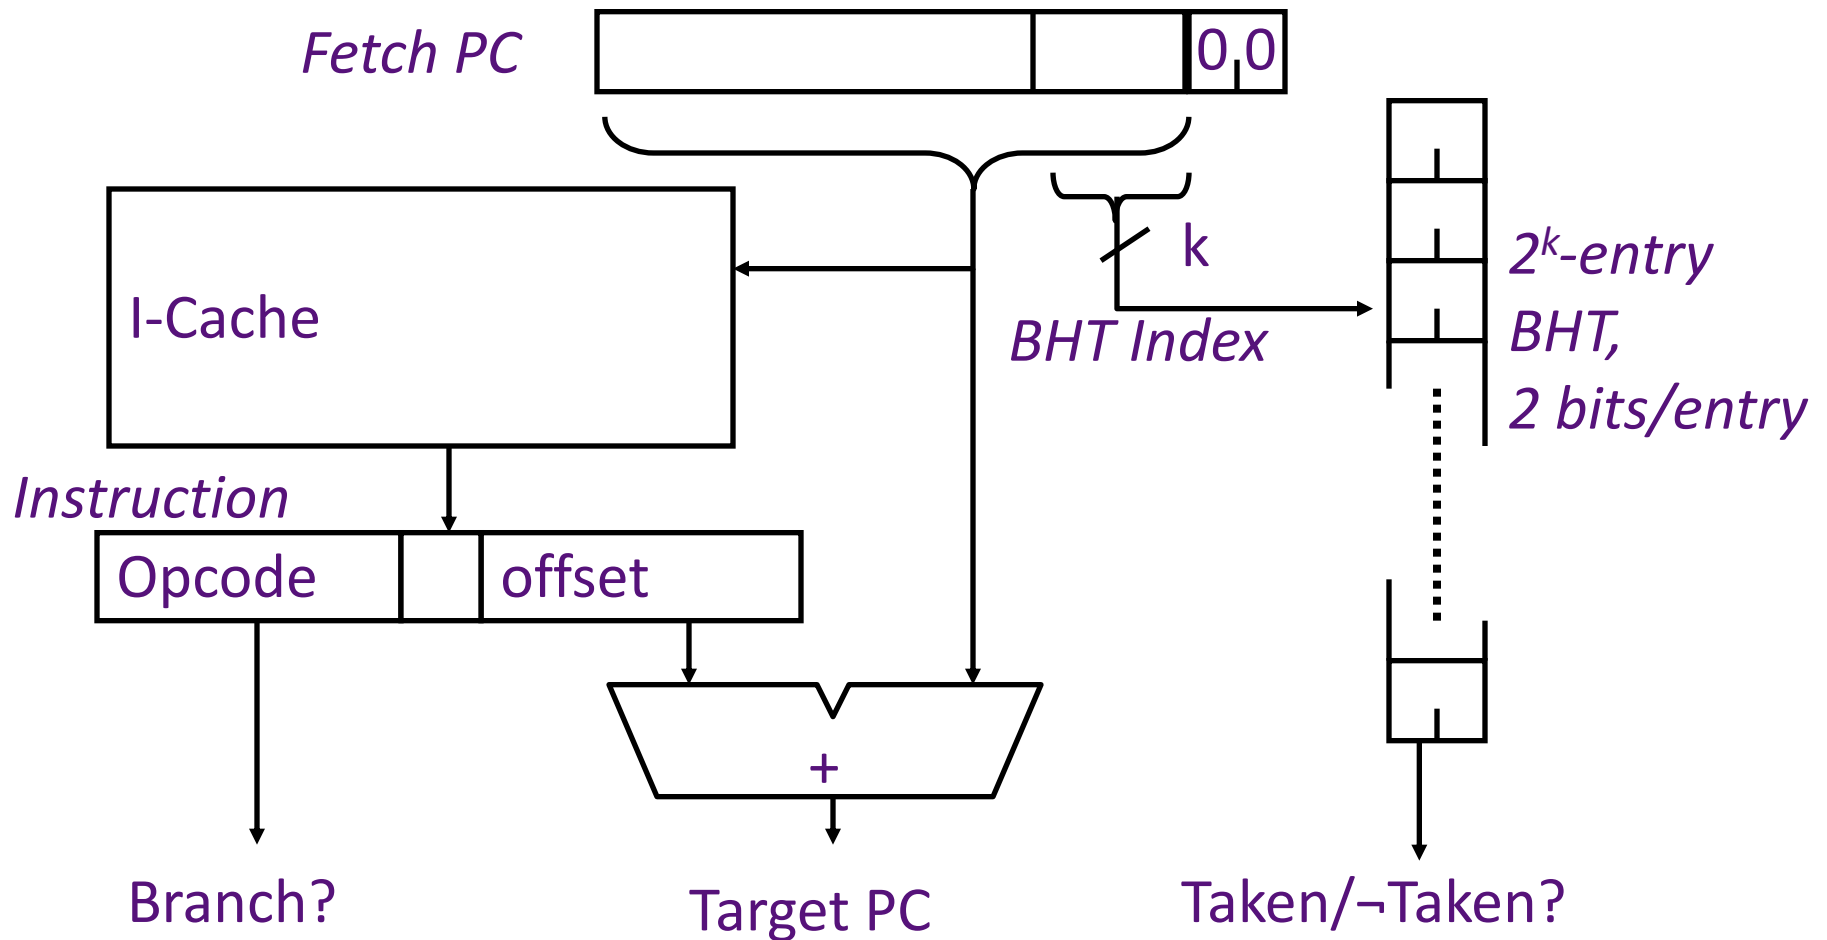 Fetch PC
0 0
k
2ᵏ-entry
BHT,
2 bits/entry
I-Cache
BHT Index
Instruction
Opcode
offset
+
Branch?
Target PC
Taken/¬Taken?